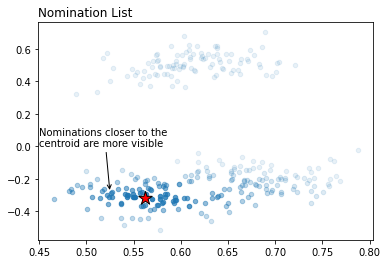 Nomination List
0.6
0.4
0.2
0.0
−0.2
−0.4
Nominations closer to the
centroid are more visible
0.45 0.50 0.55 0.60 0.65 0.70 0.75 0.80